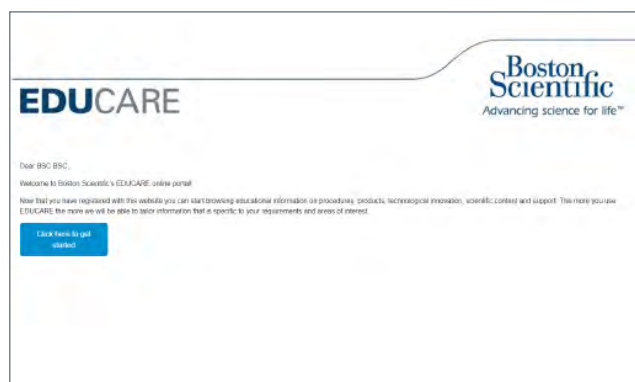 Boston
Scientific
Advancing science for life™
EDUCARE
Dear BSC BSC,
Welcome to Boston Scientific's EDUCARE online portal!
Now that you have registered with this website you can start browsing educational information on procedures, products, technological innovation, scientific content and support. The more you use
EDUCARE the more we will be able to tailor information that is specific to your requirements and areas of interest.
Click here to get
started